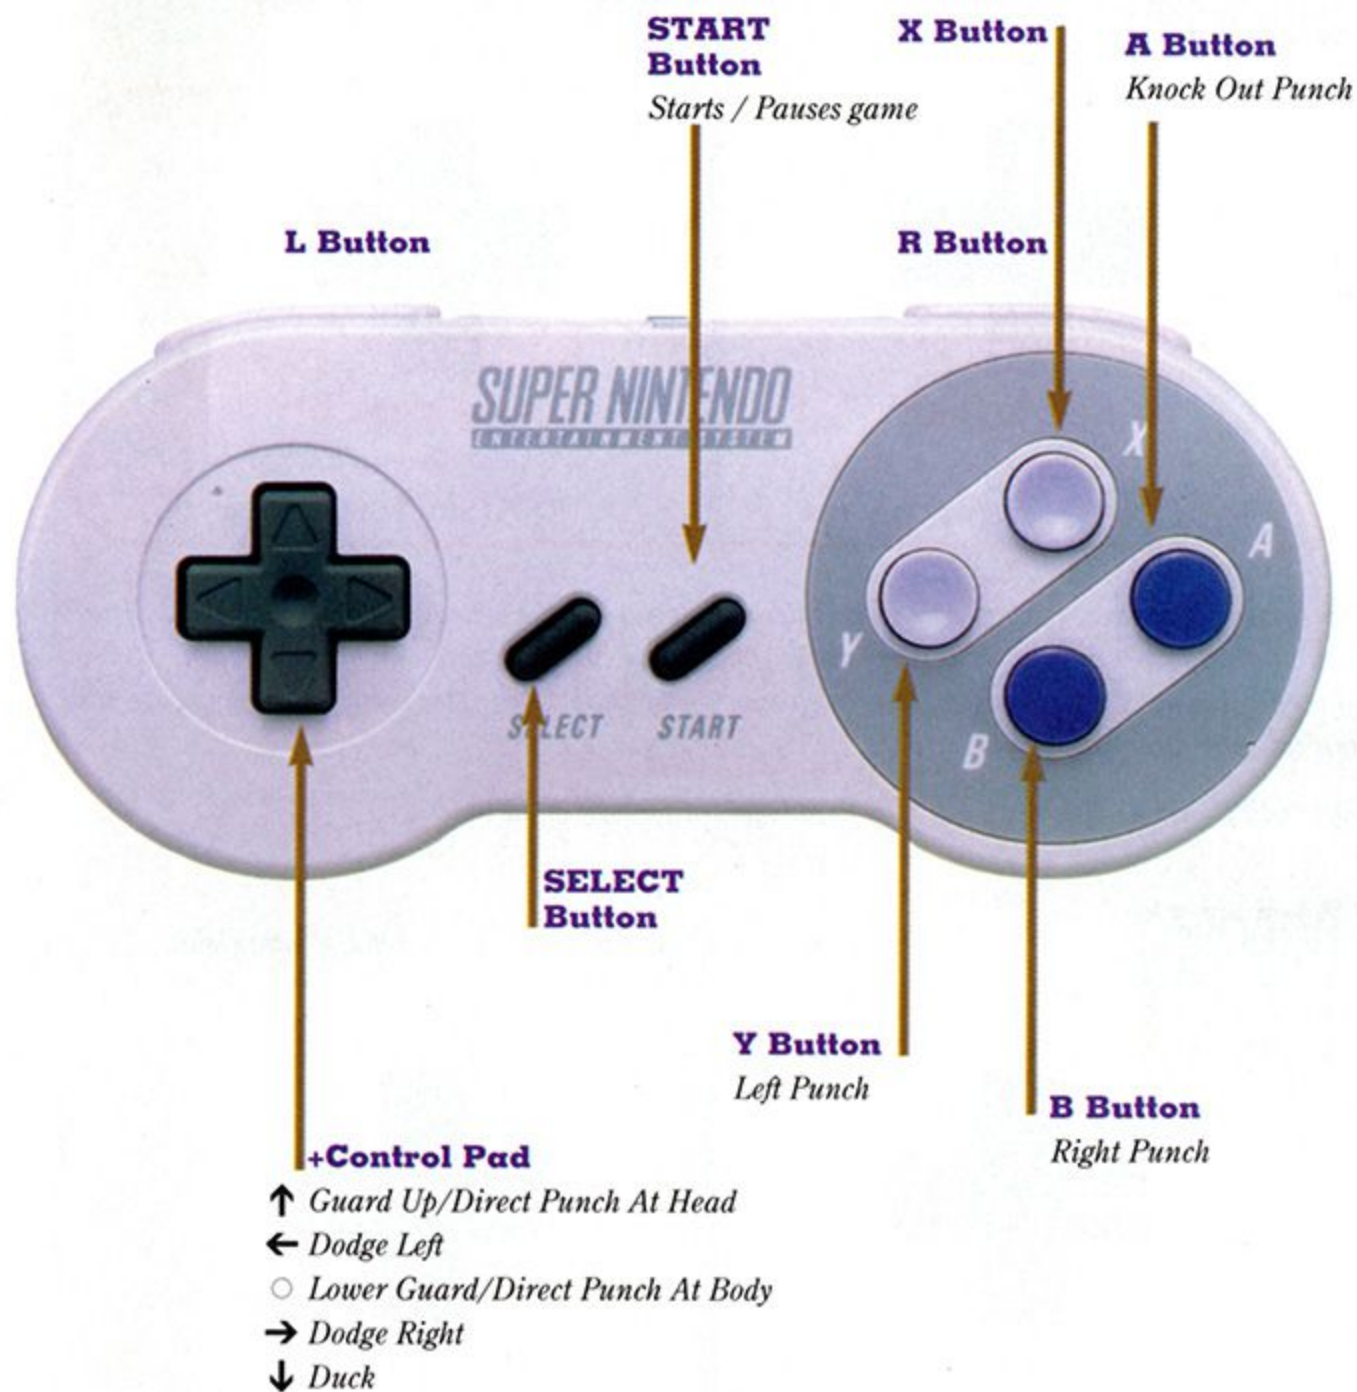 START
Button
Starts / Pauses game
X Button
A Button
Knock Out Punch
L Button
R Button
SUPER NINTENDO
ENTERTAINMENT SYSTEM
X
A
Y
B
SELECT
START
SELECT
Button
Y Button
Left Punch
B Button
Right Punch
+Control Pad
↑ Guard Up/Direct Punch At Head
← Dodge Left
○ Lower Guard/Direct Punch At Body
→ Dodge Right
↓ Duck